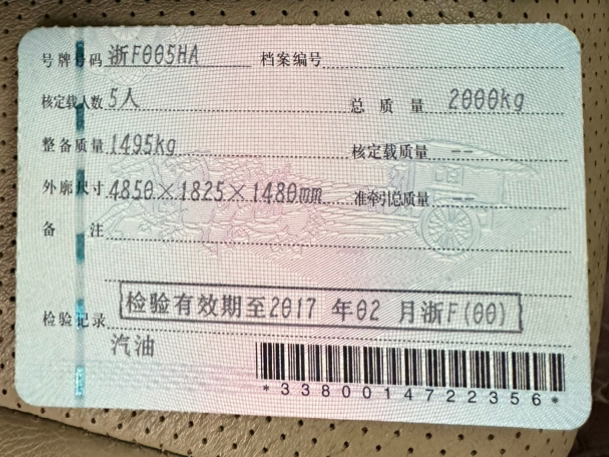 号牌号码 浙F005HA 档案编号
核定载人数 5人 总质量 2000kg
整备质量 1495kg 核定载质量 --
外廓尺寸 4850×1825×1480mm 准牵引总质量 --
备注
检验有效期至2017年02月浙F(00)
检验记录
汽油
*3380014722356*